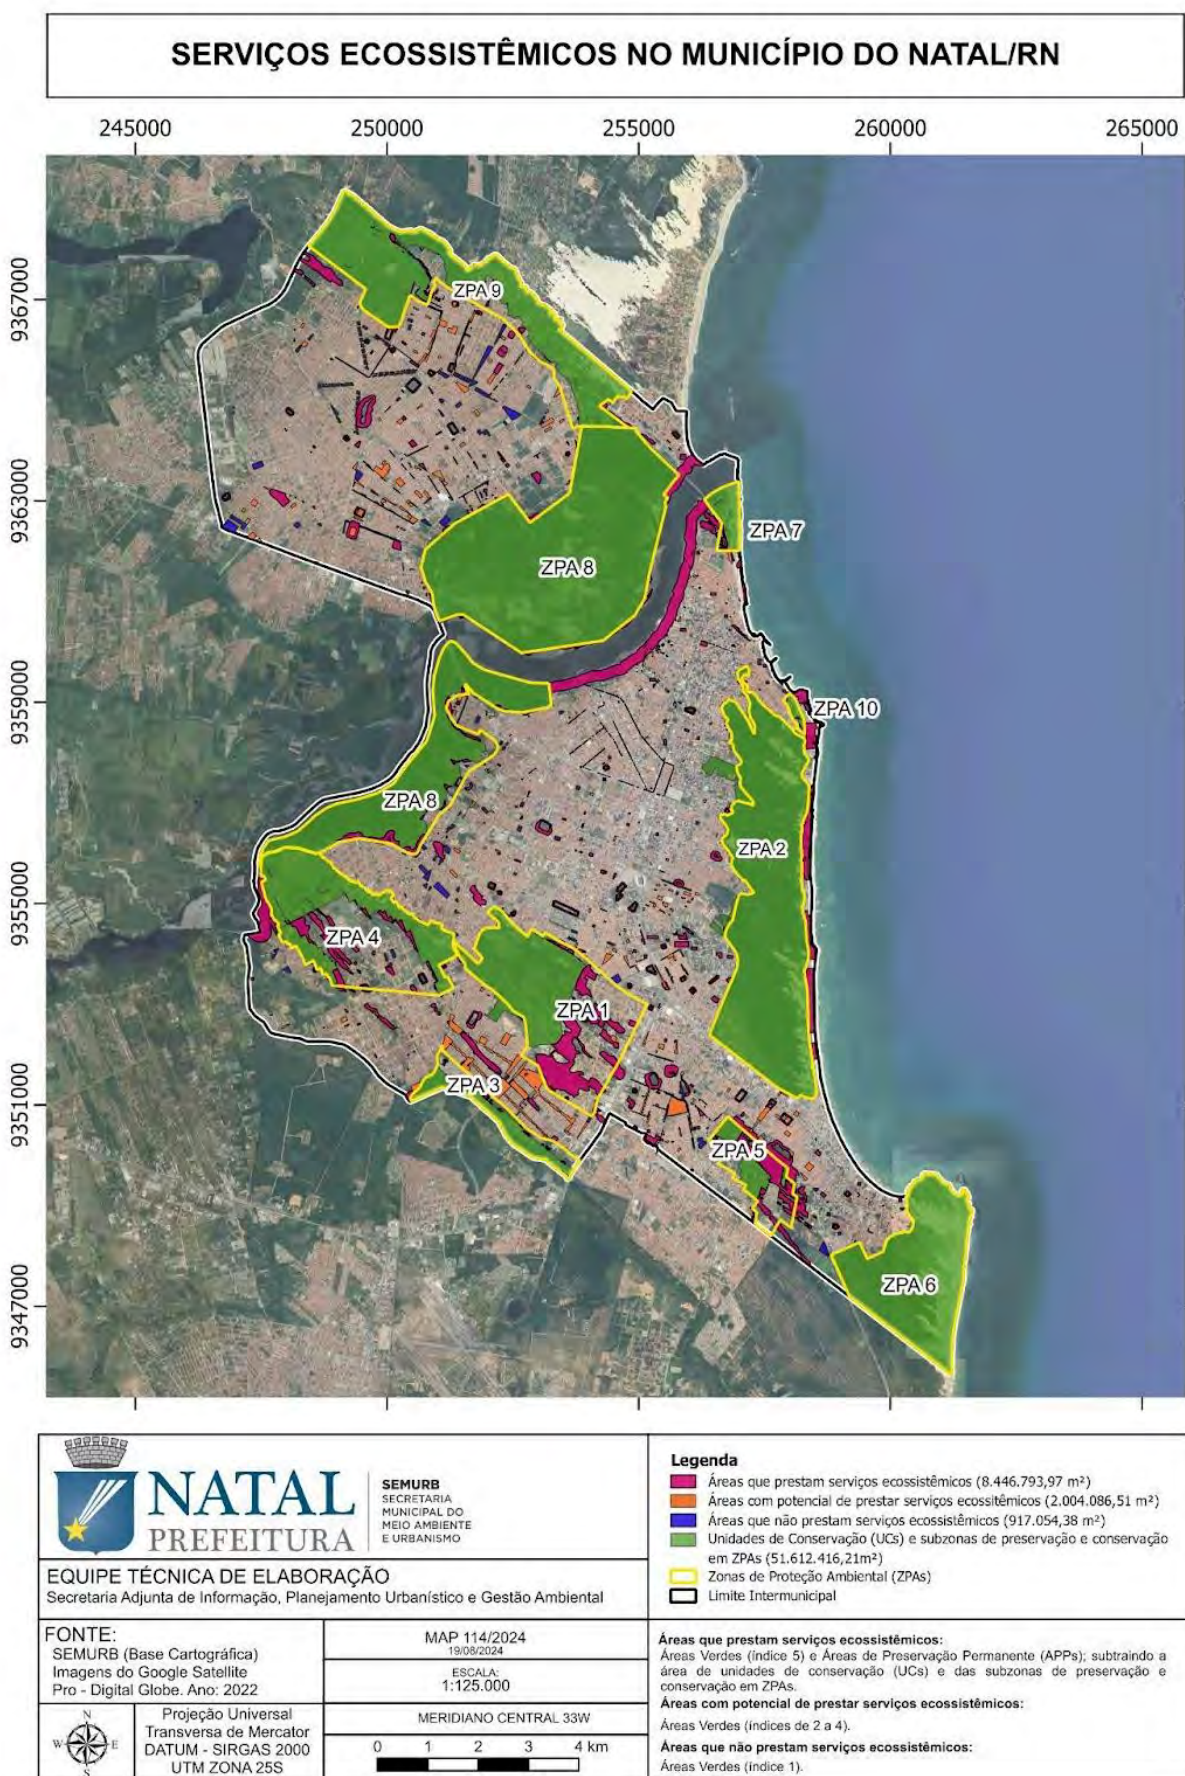 SERVIÇOS ECOSSISTÊMICOS NO MUNICÍPIO DO NATAL/RN
245000 250000 255000 260000 265000
9367000
9363000
9359000
9355000
9351000
9347000
ZPA 9
ZPA 7
ZPA 8
ZPA 10
ZPA 8
ZPA 2
ZPA 4
ZPA 1
ZPA 3
ZPA 5
ZPA 6
NATAL
PREFEITURA
SEMURB
SECRETARIA
MUNICIPAL DO
MEIO AMBIENTE
E URBANISMO
EQUIPE TÉCNICA DE ELABORAÇÃO
Secretaria Adjunta de Informação, Planejamento Urbanístico e Gestão Ambiental
FONTE:
SEMURB (Base Cartográfica)
Imagens do Google Satellite
Pro - Digital Globe. Ano: 2022
MAP 114/2024
19/08/2024
ESCALA:
1:125.000
N
W E
S
Projeção Universal
Transversa de Mercator
DATUM - SIRGAS 2000
UTM ZONA 25S
MERIDIANO CENTRAL 33W
0 1 2 3 4 km
Legenda
Áreas que prestam serviços ecossistêmicos (8.446.793,97 m²)
Áreas com potencial de prestar serviços ecossitêmicos (2.004.086,51 m²)
Áreas que não prestam serviços ecossistêmicos (917.054,38 m²)
Unidades de Conservação (UCs) e subzonas de preservação e conservação
em ZPAs (51.612.416,21m²)
Zonas de Proteção Ambiental (ZPAs)
Limite Intermunicipal
Áreas que prestam serviços ecossistêmicos:
Áreas Verdes (índice 5) e Áreas de Preservação Permanente (APPs); subtraindo a
área de unidades de conservação (UCs) e das subzonas de preservação e
conservação em ZPAs.
Áreas com potencial de prestar serviços ecossistêmicos:
Áreas Verdes (índices de 2 a 4).
Áreas que não prestam serviços ecossistêmicos:
Áreas Verdes (índice 1).